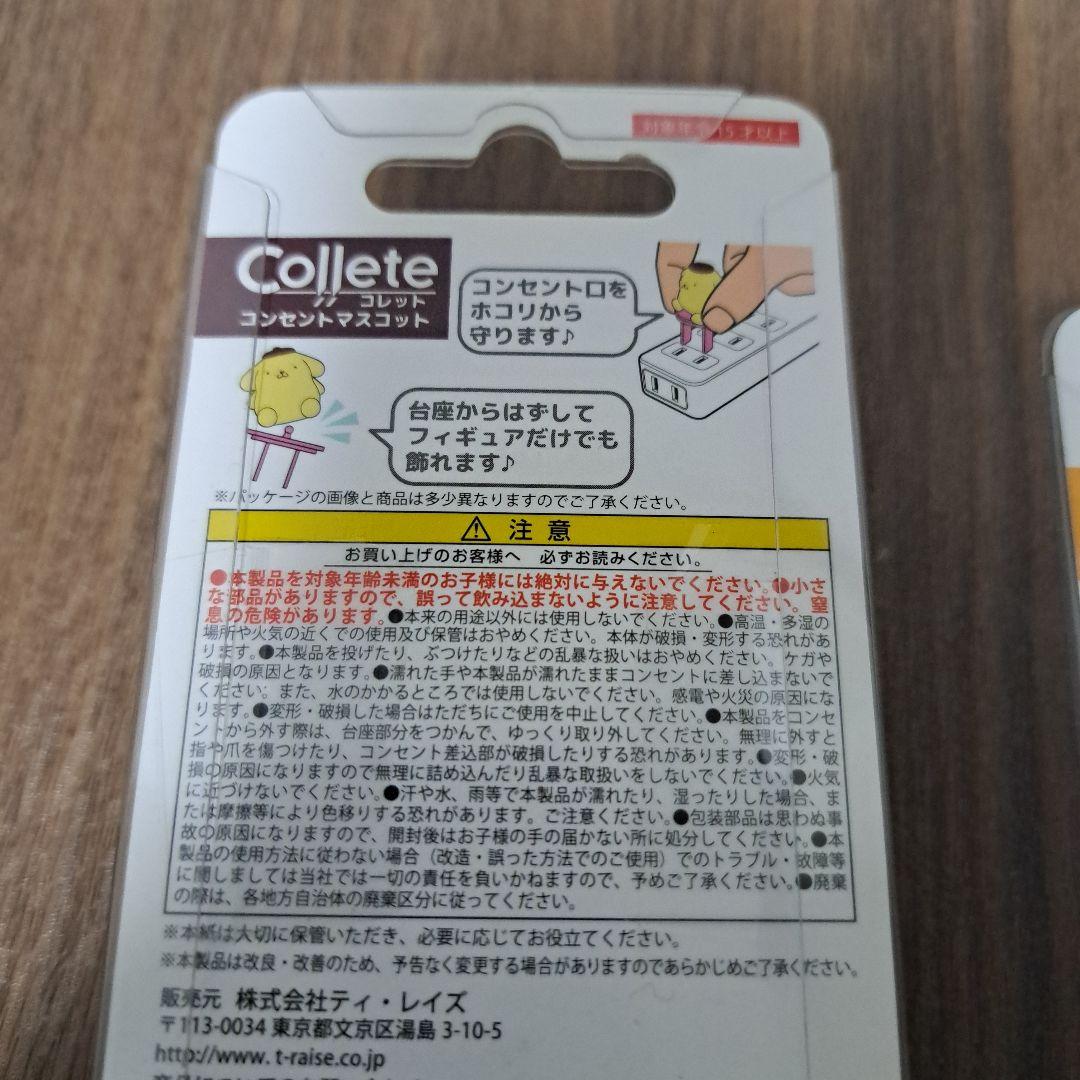 対象年令15才以上
Collete
コレット
コンセントマスコット
コンセント口を
ホコリから
守ります♪
台座からはずして
フィギュアだけでも
飾れます♪
※パッケージの画像と商品は多少異なりますのでご了承ください。
⚠ 注意
お買い上げのお客様へ 必ずお読みください。
●本製品を対象年齢未満のお子様には絶対に与えないでください。●小さ
な部品がありますので、誤って飲み込まないように注意してください。窒
息の危険があります。●本来の用途以外には使用しないでください。●高温・多湿の
場所や火気の近くでの使用及び保管はおやめください。本体が破損・変形する恐れがあ
ります。●本製品を投げたり、ぶつけたりなどの乱暴な扱いはおやめください。ケガや
破損の原因となります。●濡れた手や本製品が濡れたままコンセントに差し込まないで
ください。また、水のかかるところでは使用しないでください。感電や火災の原因にな
ります。●変形・破損した場合はただちにご使用を中止してください。●本製品をコンセ
ントから外す際は、台座部分をつかんで、ゆっくり取り外してください。無理に外すと
指や爪を傷つけたり、コンセント差込部が破損したりする恐れがあります。●変形・破
損の原因になりますので無理に詰め込んだり乱暴な取扱いをしないでください。●火気
に近づけないでください。●汗や水、雨等で本製品が濡れたり、湿ったりした場合、ま
たは摩擦等により色移りする恐れがあります。ご注意ください。●包装部品は思わぬ事
故の原因になりますので、開封後はお子様の手の届かない所に処分してください。●本
製品の使用方法に従わない場合（改造・誤った方法でのご使用）でのトラブル・故障等
に関しましては当社では一切の責任を負いかねますので、予めご了承ください。●廃棄
の際は、各地方自治体の廃棄区分に従ってください。
※本紙は大切に保管いただき、必要に応じてお役立てください。
※本製品は改良・改善のため、予告なく変更する場合がありますのであらかじめご了承ください。
販売元 株式会社ティ・レイズ
〒113-0034 東京都文京区湯島 3-10-5
http://www.t-raise.co.jp